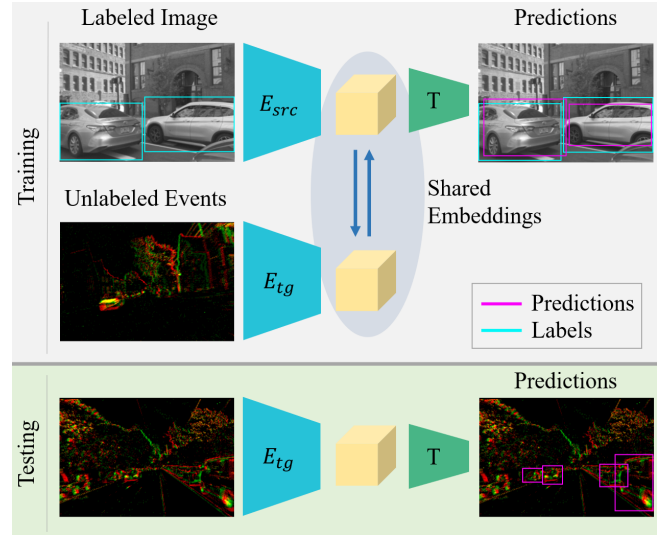 Labeled Image
Predictions
E_src
T
Training
Unlabeled Events
Shared
Embeddings
E_tg
Predictions
Labels
Predictions
Testing
E_tg
T